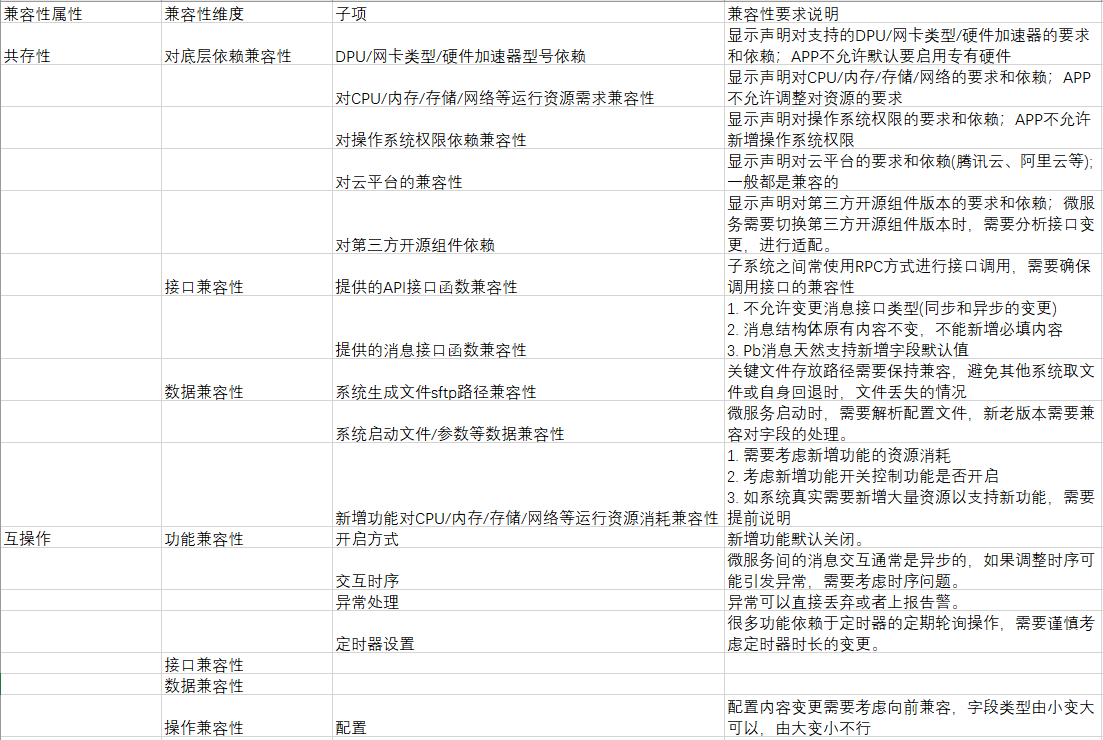 兼容性属性 兼容性维度 子项 兼容性要求说明
共存性 对底层依赖兼容性 DPU/网卡类型/硬件加速器型号依赖 显示声明对支持的DPU/网卡类型/硬件加速器的要求
和依赖；APP不允许默认要启用专有硬件
对CPU/内存/存储/网络等运行资源需求兼容性 显示声明对CPU/内存/存储/网络的要求和依赖；APP
不允许调整对资源的要求
对操作系统权限依赖兼容性 显示声明对操作系统权限的要求和依赖；APP不允许
新增操作系统权限
对云平台的兼容性 显示声明对云平台的要求和依赖(腾讯云、阿里云等);
一般都是兼容的
对第三方开源组件依赖 显示声明对第三方开源组件版本的要求和依赖；微服
务需要切换第三方开源组件版本时，需要分析接口变
更，进行适配。
接口兼容性 提供的API接口函数兼容性 子系统之间常使用RPC方式进行接口调用，需要确保
调用接口的兼容性
提供的消息接口函数兼容性 1. 不允许变更消息接口类型(同步和异步的变更)
2. 消息结构体原有内容不变，不能新增必填内容
3. Pb消息天然支持新增字段默认值
数据兼容性 系统生成文件sftp路径兼容性 关键文件存放路径需要保持兼容，避免其他系统取文
件或自身回退时，文件丢失的情况
系统启动文件/参数等数据兼容性 微服务启动时，需要解析配置文件，新老版本需要兼
容对字段的处理。
新增功能对CPU/内存/存储/网络等运行资源消耗兼容性 1. 需要考虑新增功能的资源消耗
2. 考虑新增功能开关控制功能是否开启
3. 如系统真实需要新增大量资源以支持新功能，需要
提前说明
互操作 功能兼容性 开启方式 新增功能默认关闭。
交互时序 微服务间的消息交互通常是异步的，如果调整时序可
能引发异常，需要考虑时序问题。
异常处理 异常可以直接丢弃或者上报告警。
定时器设置 很多功能依赖于定时器的定期轮询操作，需要谨慎考
虑定时器时长的变更。
接口兼容性
数据兼容性
操作兼容性 配置 配置内容变更需要考虑向前兼容，字段类型由小变大
可以，由大变小不行